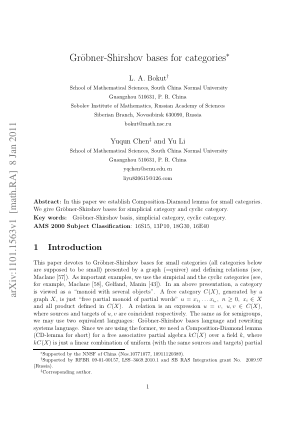 arXiv:1101.1563v1 [math.RA] 8 Jan 2011
Gröbner-Shirshov bases for categories*
L. A. Bokut†
School of Mathematical Sciences, South China Normal University
Guangzhou 510631, P. R. China
Sobolev Institute of Mathematics, Russian Academy of Sciences
Siberian Branch, Novosibirsk 630090, Russia
bokut@math.nsc.ru
Yuqun Chen‡ and Yu Li
School of Mathematical Sciences, South China Normal University
Guangzhou 510631, P. R. China
yqchen@scnu.edu.cn
LiyuBO615@126.com
Abstract: In this paper we establish Composition-Diamond lemma for small categories.
We give Gröbner-Shirshov bases for simplicial category and cyclic category.
Key words: Gröbner-Shirshov basis, simplicial category, cyclic category.
AMS 2000 Subject Classification: 16S15, 13P10, 18G30, 16E40
1 Introduction
This paper devotes to Gröbner-Shirshov bases for small categories (all categories below
are supposed to be small) presented by a graph (=quiver) and defining relations (see,
Maclane [57]). As important examples, we use the simplicial and the cyclic categories (see,
for example, Maclane [58], Gelfand, Manin [43]). In an above presentation, a category
is viewed as a "monoid with several objects". A free category C(X), generated by a
graph X, is just "free partial monoid of partial words" u = xi₁ . . . xiₙ, n ≥ 0, xᵢ ∈ X
and all product defined in C(X). A relation is an expression u = v, u, v ∈ C(X),
where sources and targets of u, v are coincident respectively. The same as for semigroups,
we may use two equivalent languages: Gröbner-Shirshov bases language and rewriting
systems language. Since we are using the former, we need a Composition-Diamond lemma
(CD-lemma for short) for a free associative partial algebra kC(X) over a field k, where
kC(X) is just a linear combination of uniform (with the same sources and targets) partial
*Supported by the NNSF of China (Nos.10771077, 10911120389).
†Supported by RFBR 09-01-00157, LSS-3669.2010.1 and SB RAS Integration grant No. 2009.97
(Russia).
‡Corresponding author.
1